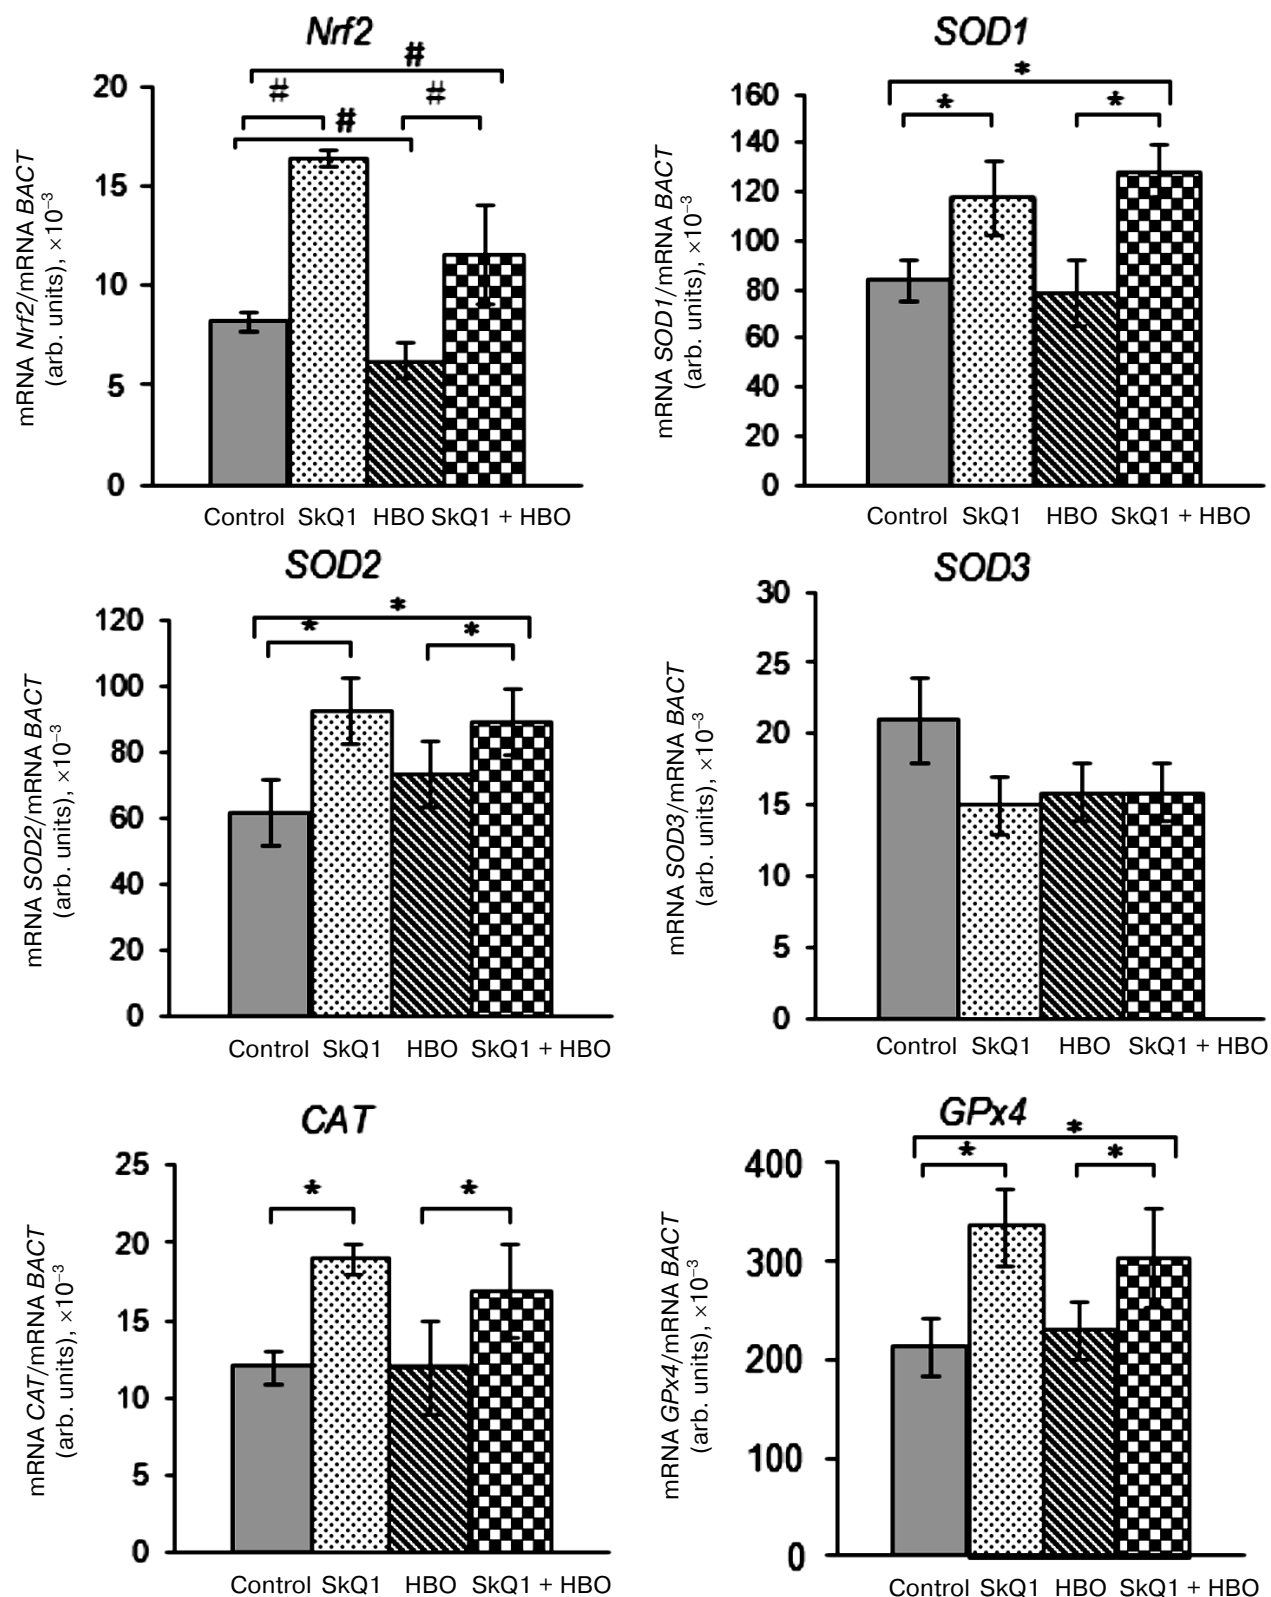 Nrf2
#
# #
#
20
15
10
5
0
mRNA Nrf2/mRNA BACT
(arb. units), ×10⁻³
Control SkQ1 HBO SkQ1 + HBO
SOD1
*
* *
160
140
120
100
80
60
40
20
0
mRNA SOD1/mRNA BACT
(arb. units), ×10⁻³
Control SkQ1 HBO SkQ1 + HBO
SOD2
*
* *
120
100
80
60
40
20
0
mRNA SOD2/mRNA BACT
(arb. units), ×10⁻³
Control SkQ1 HBO SkQ1 + HBO
SOD3
30
25
20
15
10
5
0
mRNA SOD3/mRNA BACT
(arb. units), ×10⁻³
Control SkQ1 HBO SkQ1 + HBO
CAT
* *
25
20
15
10
5
0
mRNA CAT/mRNA BACT
(arb. units), ×10⁻³
Control SkQ1 HBO SkQ1 + HBO
GPx4
*
* *
400
300
200
100
0
mRNA GPx4/mRNA BACT
(arb. units), ×10⁻³
Control SkQ1 HBO SkQ1 + HBO